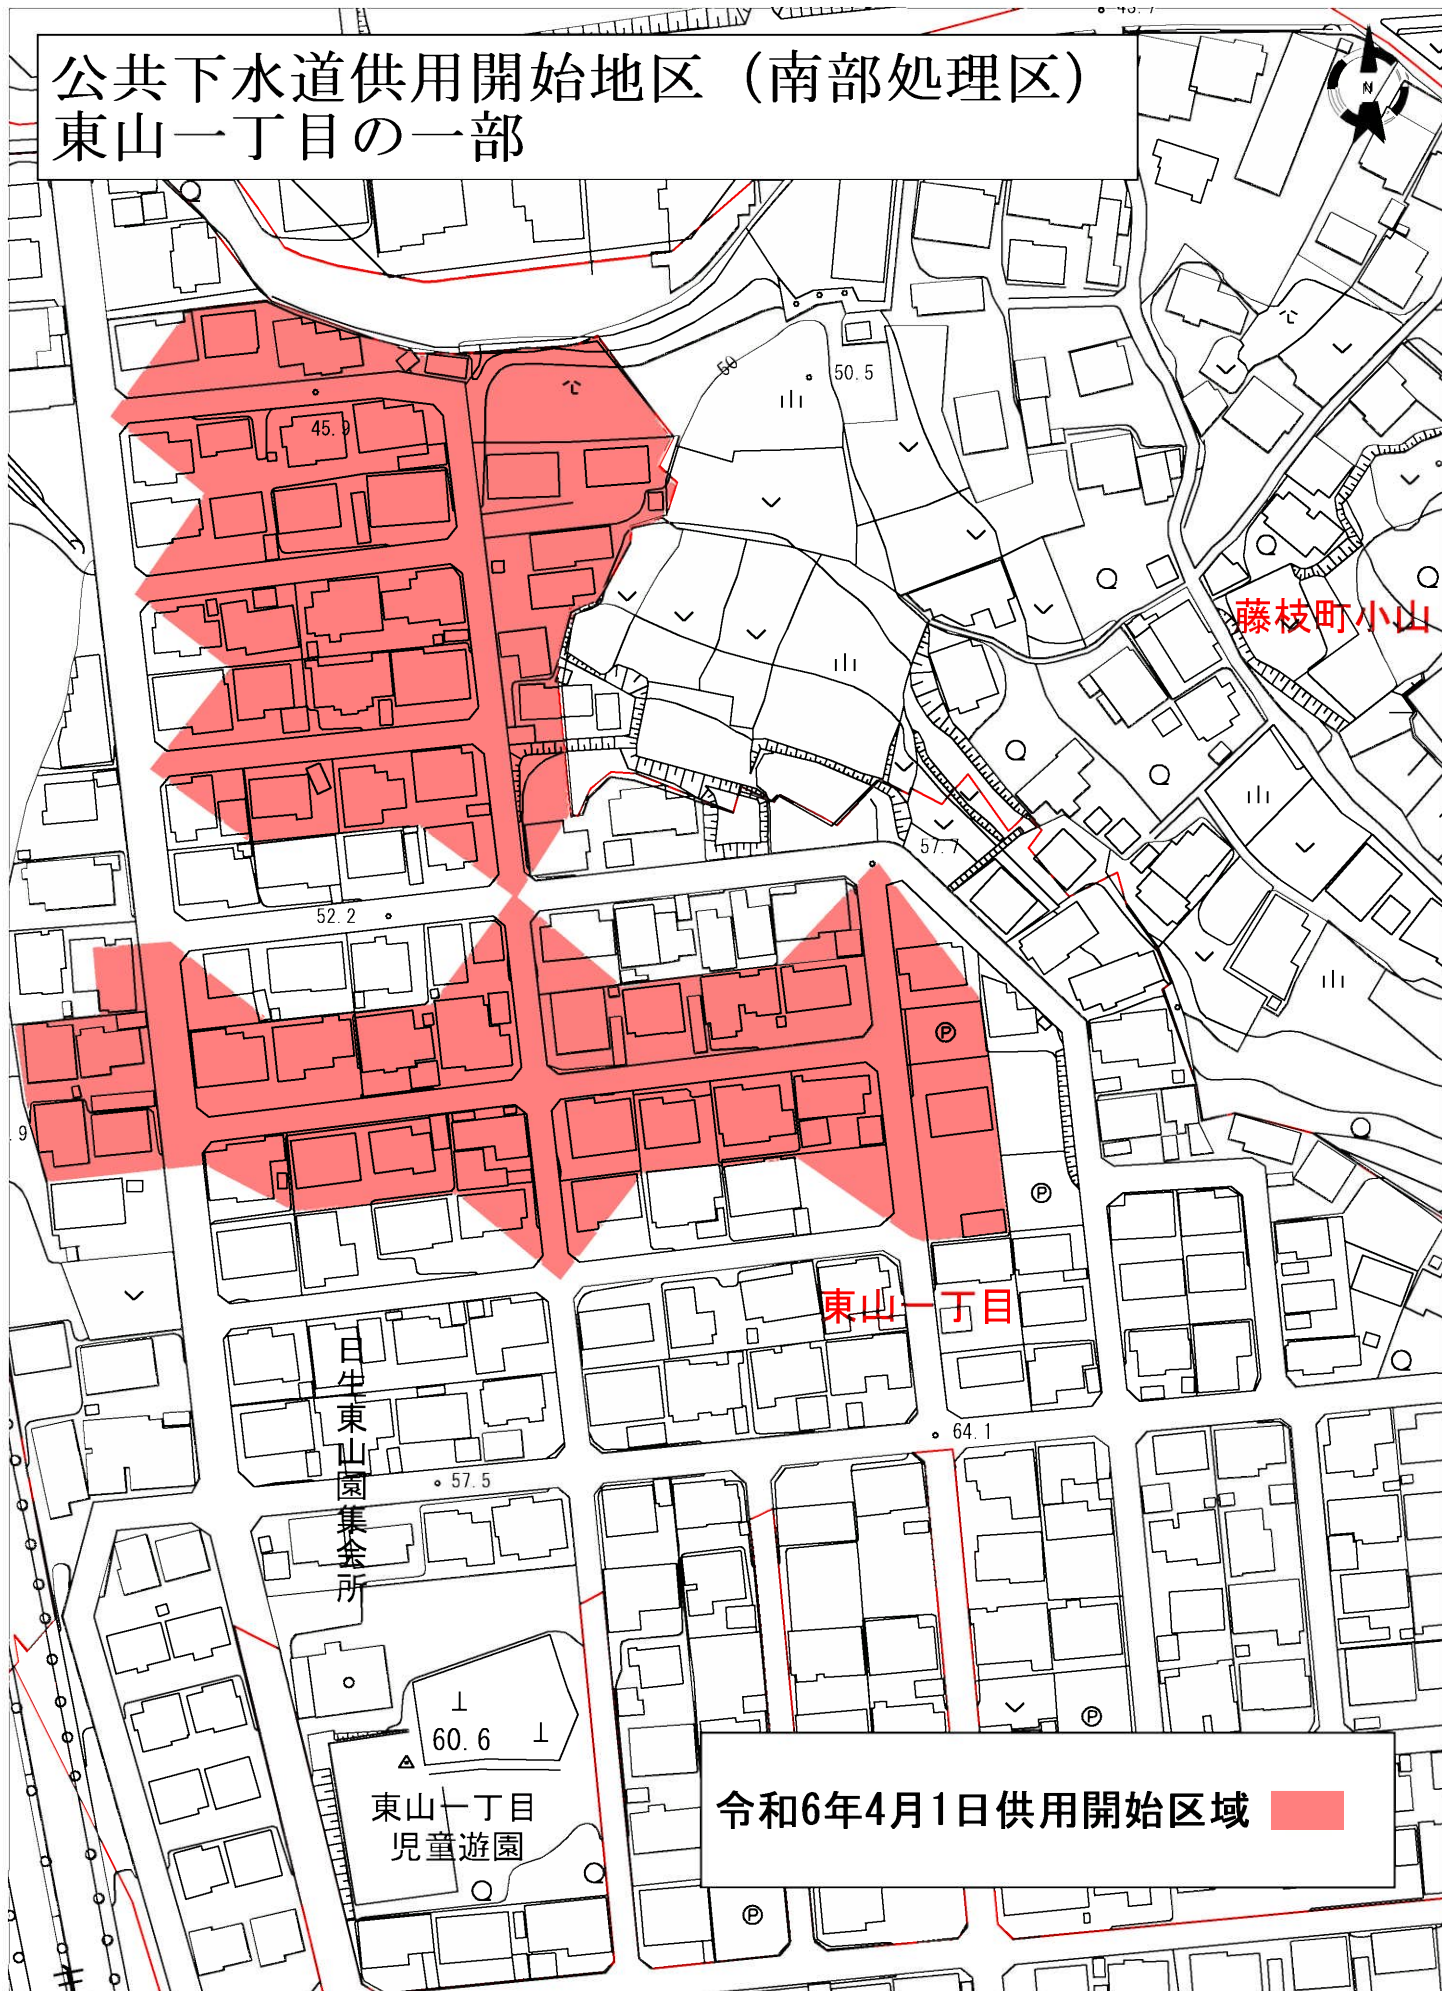 公共下水道供用開始地区（南部処理区）
東山一丁目の一部
N
50
50.5
45.9
藤枝町小山
57.7
52.2
P
.9
P
東山一丁目
日生東山園集会所
64.1
57.5
60.6
P
東山一丁目
児童遊園
令和6年4月1日供用開始区域
P